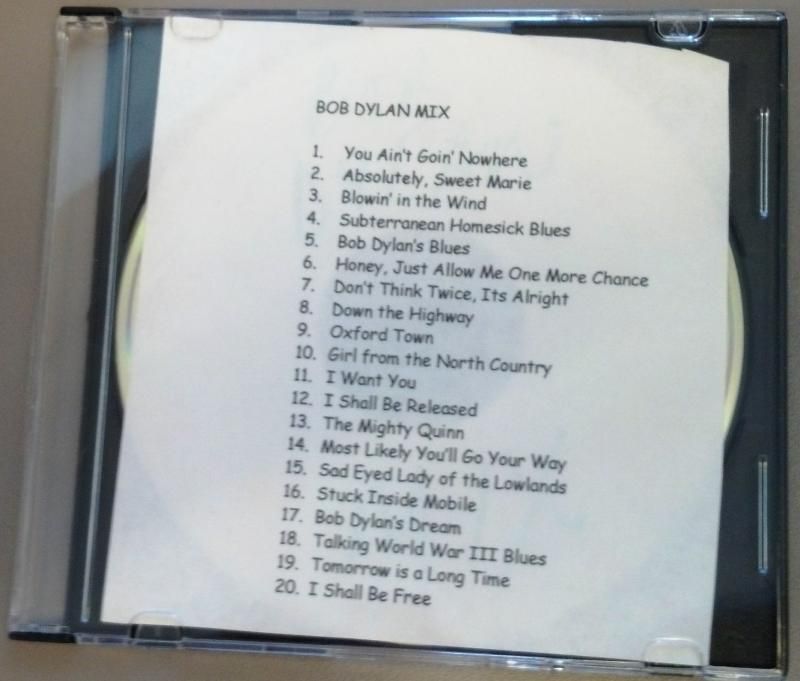 BOB DYLAN MIX
1. You Ain't Goin' Nowhere
2. Absolutely, Sweet Marie
3. Blowin' in the Wind
4. Subterranean Homesick Blues
5. Bob Dylan's Blues
6. Honey, Just Allow Me One More Chance
7. Don't Think Twice, Its Alright
8. Down the Highway
9. Oxford Town
10. Girl from the North Country
11. I Want You
12. I Shall Be Released
13. The Mighty Quinn
14. Most Likely You'll Go Your Way
15. Sad Eyed Lady of the Lowlands
16. Stuck Inside Mobile
17. Bob Dylan's Dream
18. Talking World War III Blues
19. Tomorrow is a Long Time
20. I Shall Be Free